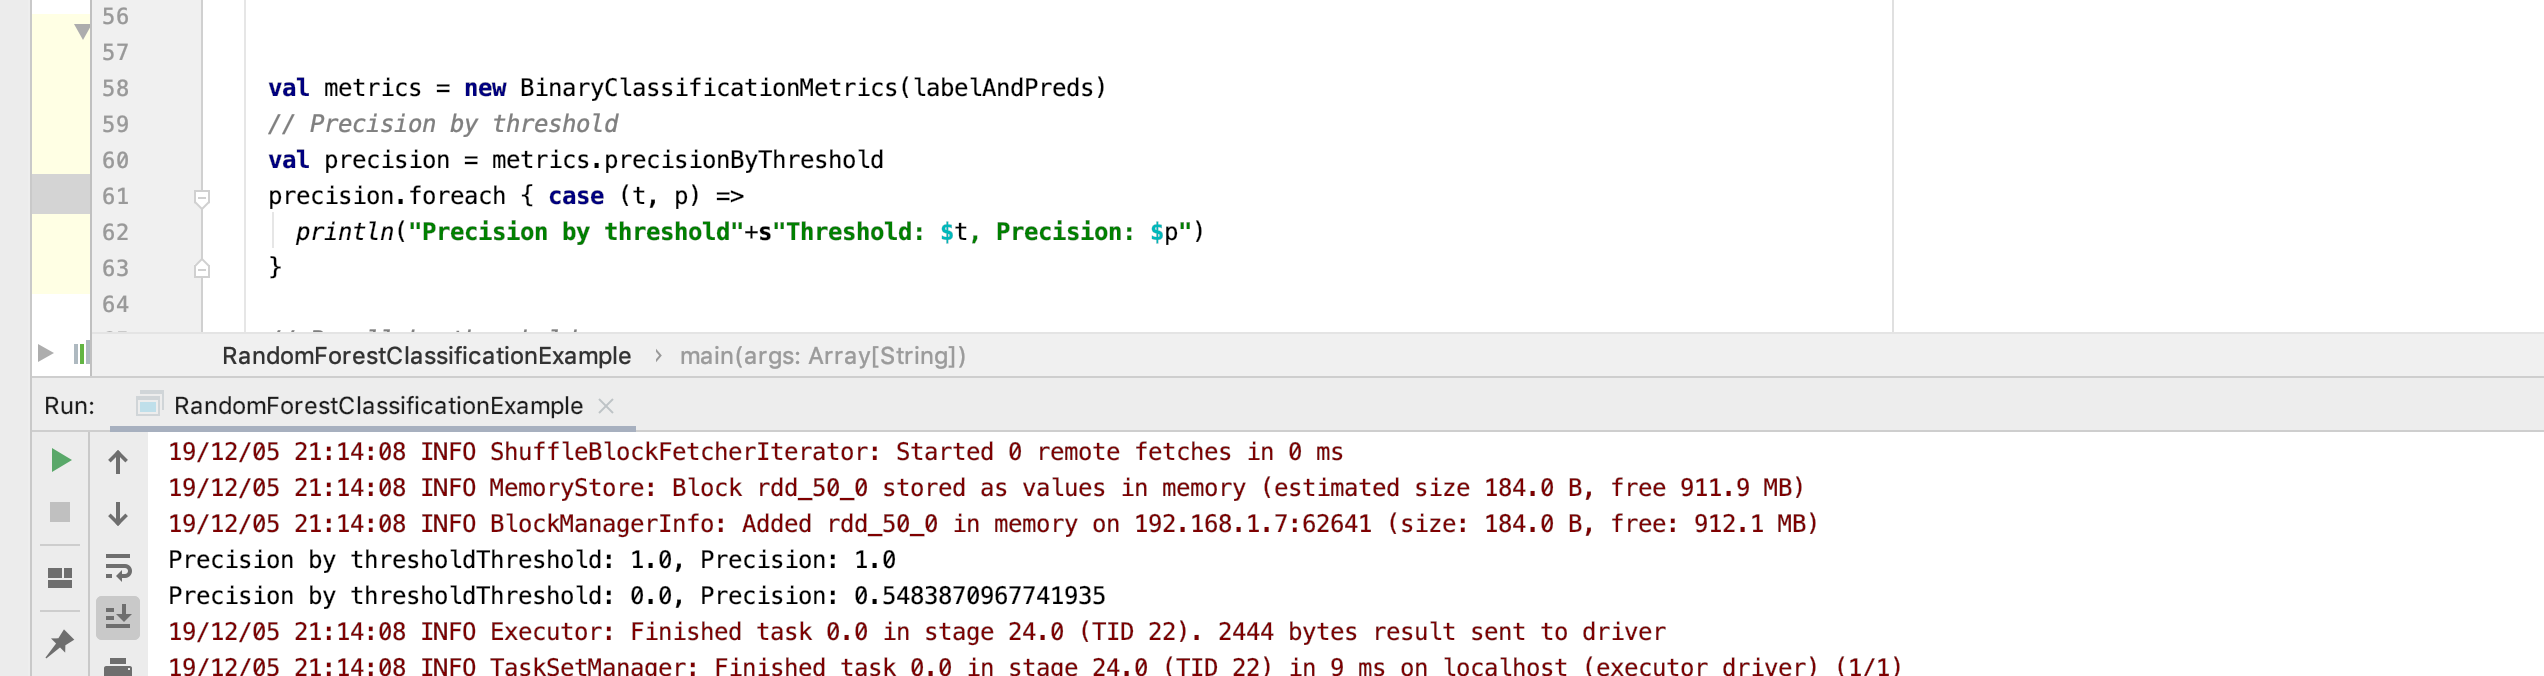 56
57
58 val metrics = new BinaryClassificationMetrics(labelAndPreds)
59 // Precision by threshold
60 val precision = metrics.precisionByThreshold
61 precision.foreach { case (t, p) =>
62 println("Precision by threshold"+s"Threshold: $t, Precision: $p")
63 }
64
RandomForestClassificationExample › main(args: Array[String])
Run: RandomForestClassificationExample
19/12/05 21:14:08 INFO ShuffleBlockFetcherIterator: Started 0 remote fetches in 0 ms
19/12/05 21:14:08 INFO MemoryStore: Block rdd_50_0 stored as values in memory (estimated size 184.0 B, free 911.9 MB)
19/12/05 21:14:08 INFO BlockManagerInfo: Added rdd_50_0 in memory on 192.168.1.7:62641 (size: 184.0 B, free: 912.1 MB)
Precision by thresholdThreshold: 1.0, Precision: 1.0
Precision by thresholdThreshold: 0.0, Precision: 0.5483870967741935
19/12/05 21:14:08 INFO Executor: Finished task 0.0 in stage 24.0 (TID 22). 2444 bytes result sent to driver
19/12/05 21:14:08 INFO TaskSetManager: Finished task 0.0 in stage 24.0 (TID 22) in 9 ms on localhost (executor driver) (1/1)